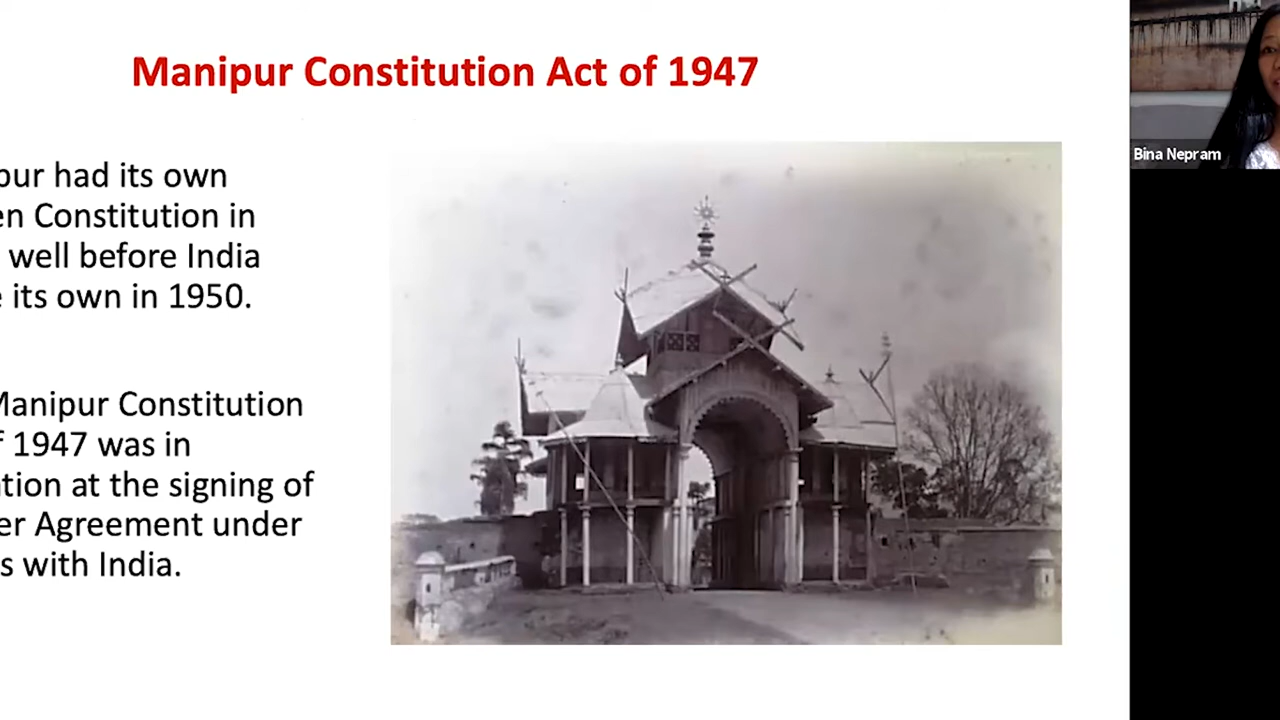 Manipur Constitution Act of 1947
pur had its own
en Constitution in
well before India
e its own in 1950.
Manipur Constitution
f 1947 was in
tion at the signing of
er Agreement under
s with India.
Bina Nepram